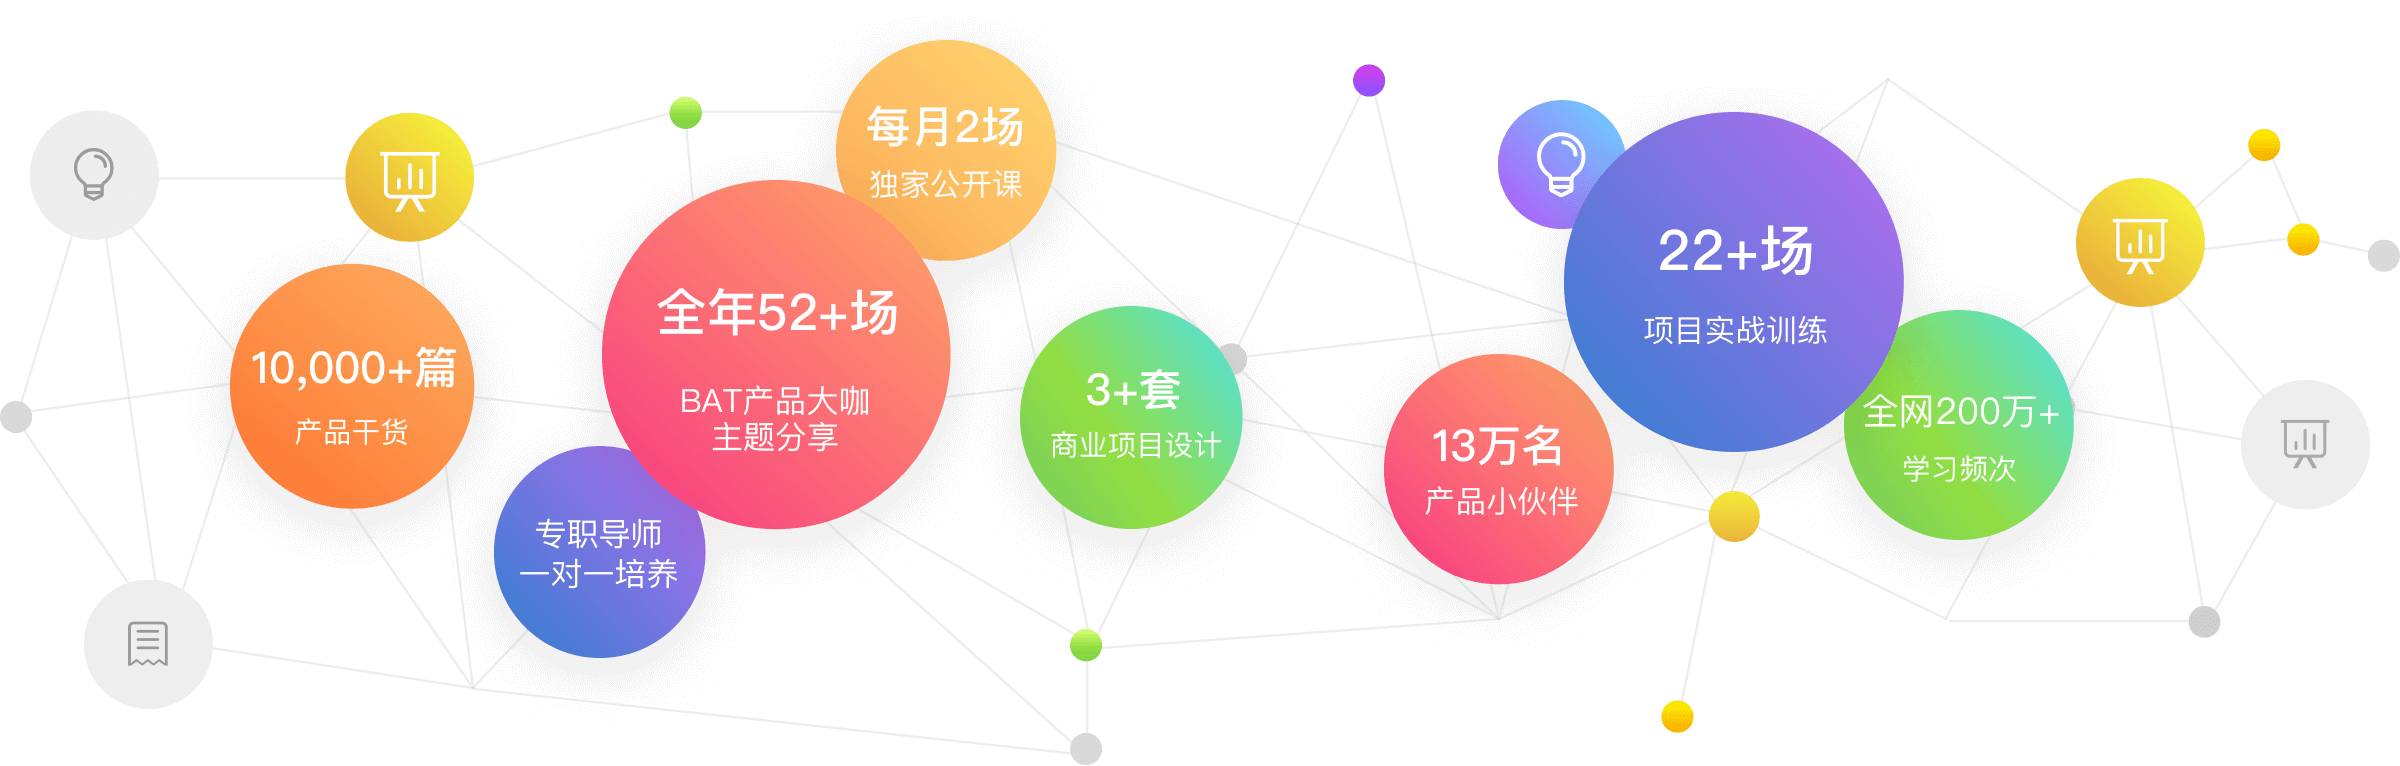 每月2场
独家公开课
全年52+场
BAT产品大咖
主题分享
10,000+篇
产品干货
专职导师
一对一培养
3+套
商业项目设计
13万名
产品小伙伴
22+场
项目实战训练
全网200万+
学习频次